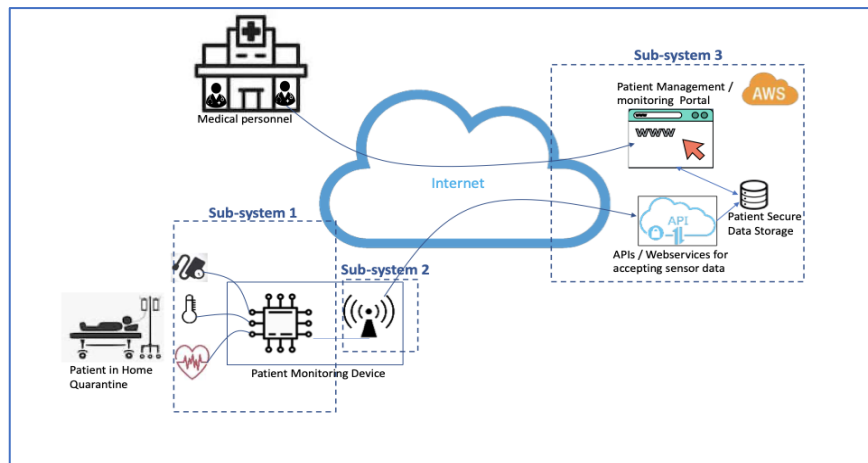 Sub-system 3
Patient Management /
monitoring Portal
AWS
www
Medical personnel
Internet
API
Patient Secure
Data Storage
APIs / Webservices for
accepting sensor data
Sub-system 1
Sub-system 2
Patient in Home
Quarantine
Patient Monitoring Device